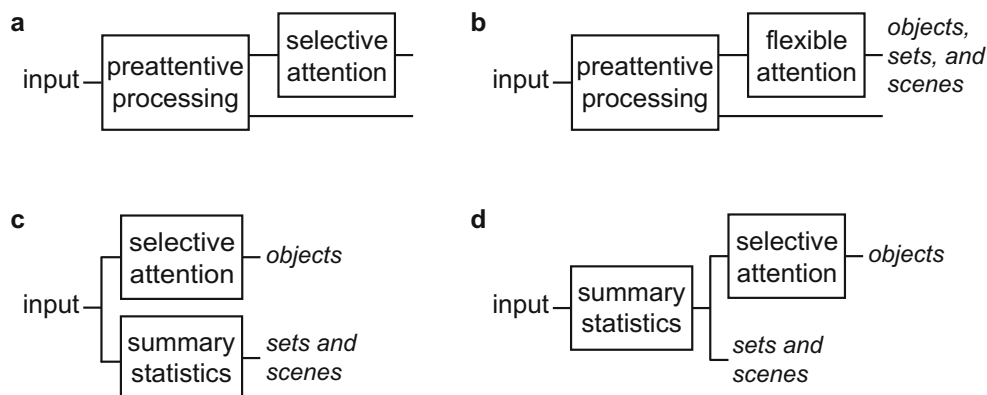 a
input
preattentive
processing
selective
attention
b
input
preattentive
processing
flexible
attention
objects,
sets, and
scenes
c
input
selective
attention
objects
summary
statistics
sets and
scenes
d
input
summary
statistics
selective
attention
objects
sets and
scenes